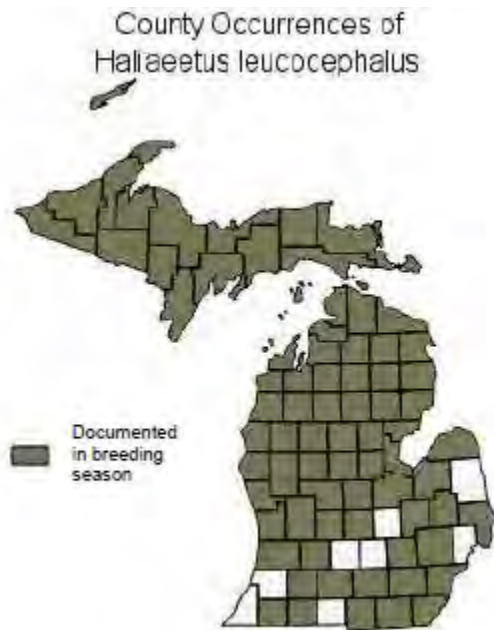 County Occurrences of
Haliaeetus leucocephalus
Documented
in breeding
season